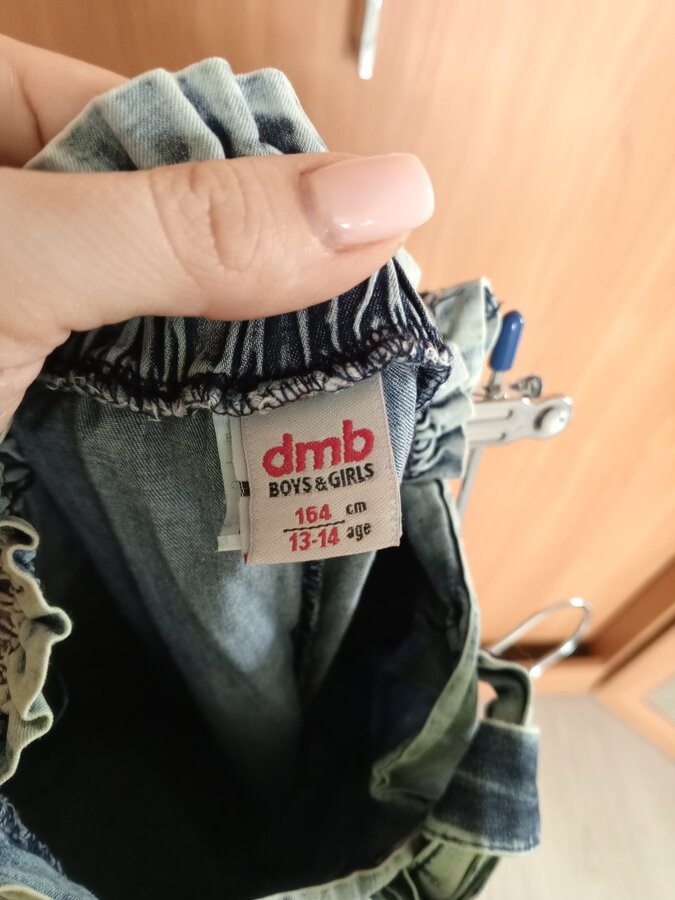 dmb
BOYS & GIRLS
164 cm
13-14 age